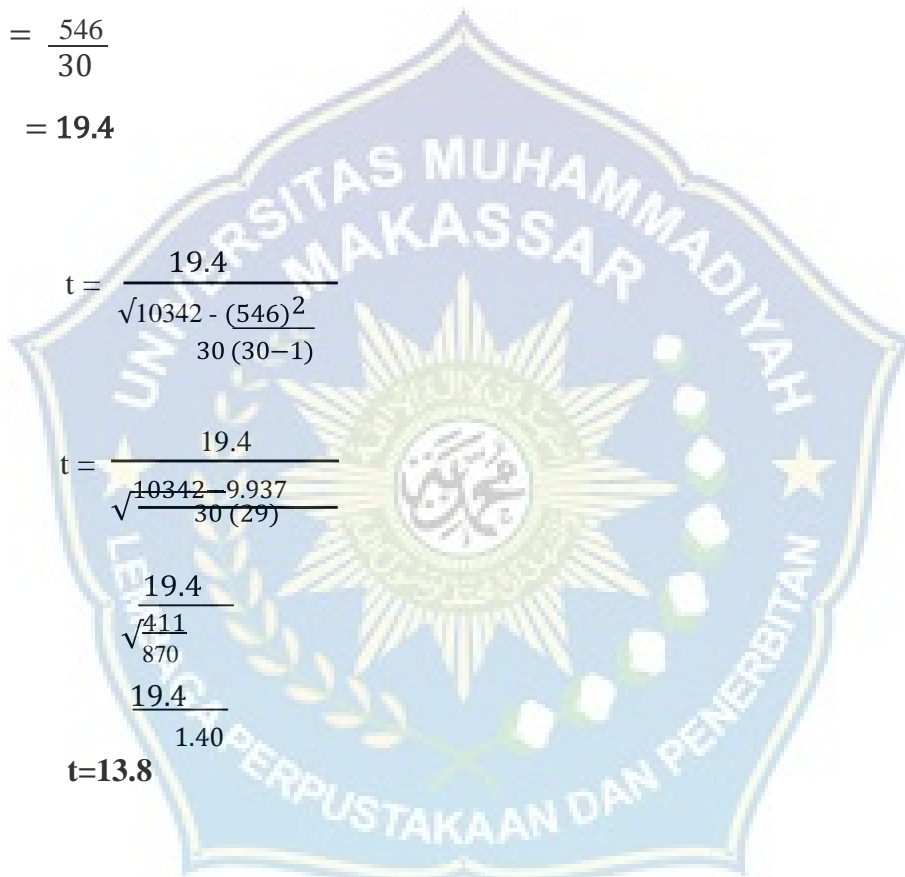 = 546
30
= 19.4
t = 19.4
√10342 - (546)2
30 (30−1)
t = 19.4
√10342−9.937
30 (29)
19.4
√411
870
19.4
1.40
t=13.8
UNIVERSITAS MUHAMMADIYAH
MAKASSAR
LEMBAGA PERPUSTAKAAN DAN PENERBITAN